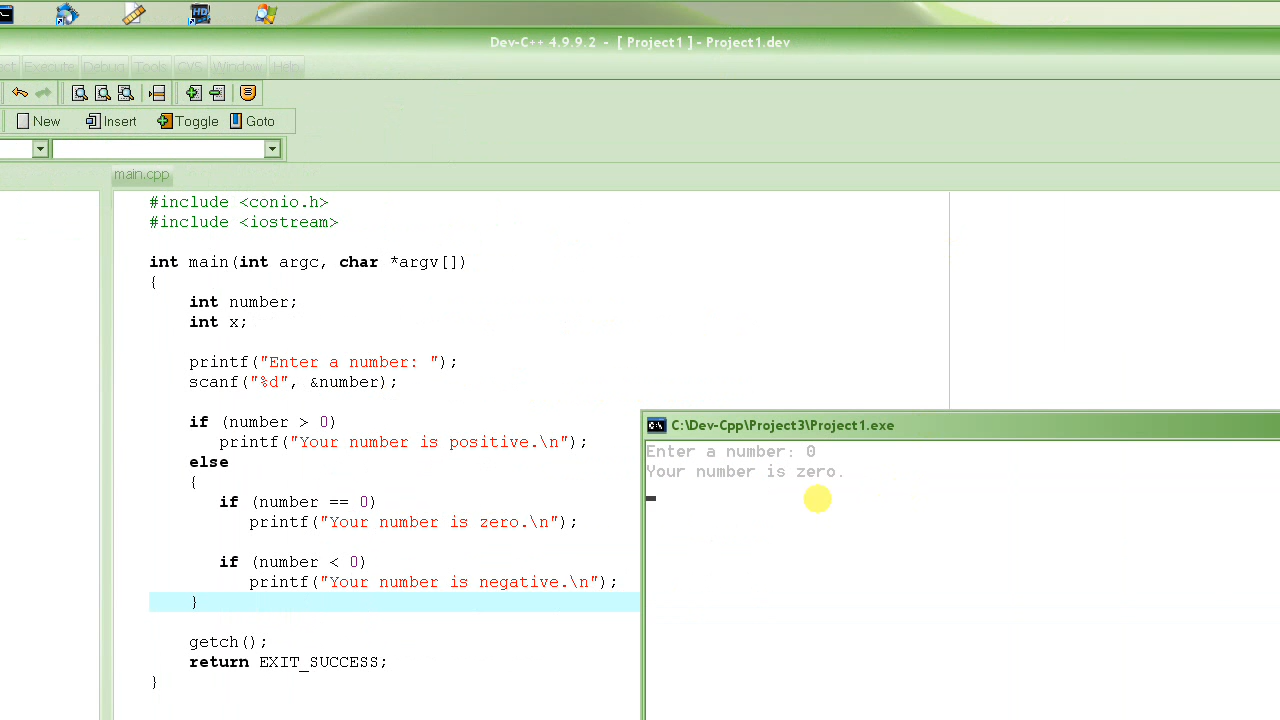 HD
Dev-C++ 4.9.9.2 - [ Project1 ] - Project1.dev
Execute Debug Tools CVS Window Help
New Insert Toggle Goto
main.cpp
#include <conio.h>
#include <iostream>
int main(int argc, char *argv[])
{
int number;
int x;
printf("Enter a number: ");
scanf("%d", &number);
if (number > 0)
printf("Your number is positive.\n");
else
{
if (number == 0)
printf("Your number is zero.\n");
if (number < 0)
printf("Your number is negative.\n");
}
getch();
return EXIT_SUCCESS;
}
C:\Dev-Cpp\Project3\Project1.exe
Enter a number: 0
Your number is zero.